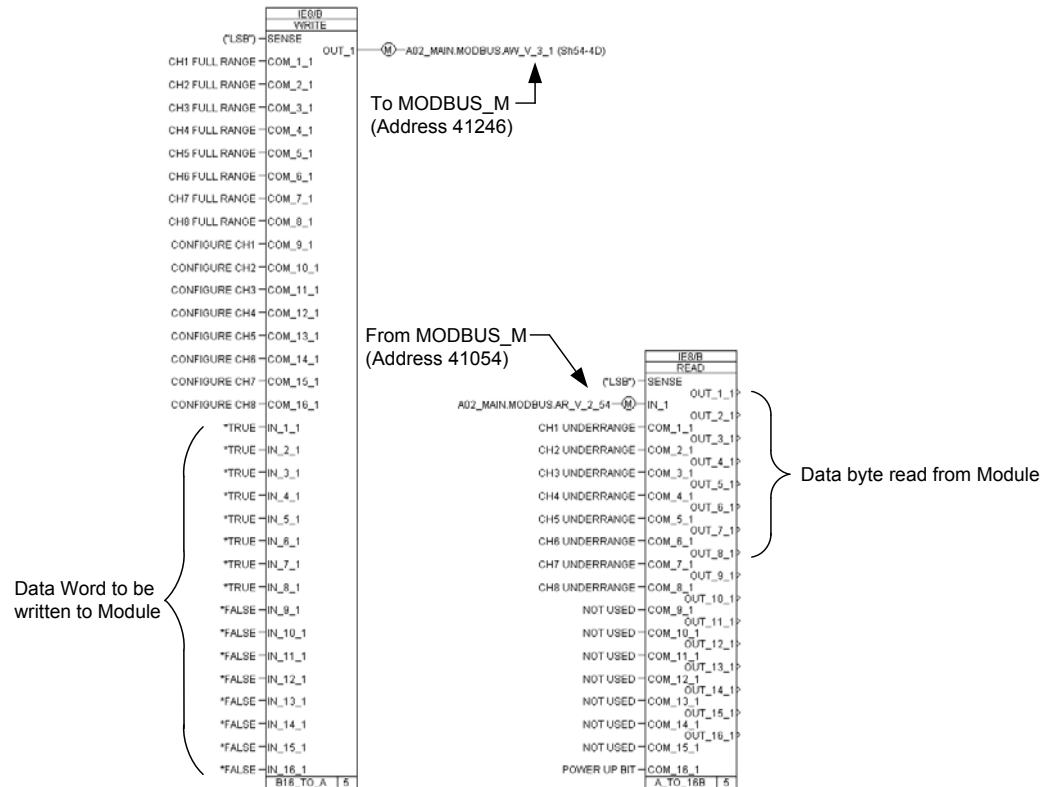 IE8/B
WRITE
("LSB") SENSE
OUT_1 M A02_MAIN.MODBUS.AW_V_3_1 (Sh54-4D)
CH1 FULL RANGE COM_1_1
CH2 FULL RANGE COM_2_1
CH3 FULL RANGE COM_3_1
CH4 FULL RANGE COM_4_1
CH5 FULL RANGE COM_5_1
CH6 FULL RANGE COM_6_1
CH7 FULL RANGE COM_7_1
CH8 FULL RANGE COM_8_1
CONFIGURE CH1 COM_9_1
CONFIGURE CH2 COM_10_1
CONFIGURE CH3 COM_11_1
CONFIGURE CH4 COM_12_1
CONFIGURE CH5 COM_13_1
CONFIGURE CH6 COM_14_1
CONFIGURE CH7 COM_15_1
CONFIGURE CH8 COM_16_1
*TRUE IN_1_1
*TRUE IN_2_1
*TRUE IN_3_1
*TRUE IN_4_1
*TRUE IN_5_1
*TRUE IN_6_1
*TRUE IN_7_1
*TRUE IN_8_1
*FALSE IN_9_1
*FALSE IN_10_1
*FALSE IN_11_1
*FALSE IN_12_1
*FALSE IN_13_1
*FALSE IN_14_1
*FALSE IN_15_1
*FALSE IN_16_1
B16_TO_A 5
To MODBUS_M
(Address 41246)
Data Word to be
written to Module
From MODBUS_M
(Address 41054)
IE8/B
READ
("LSB") SENSE
A02_MAIN.MODBUS.AR_V_2_54 M IN_1
CH1 UNDERRANGE COM_1_1
CH2 UNDERRANGE COM_2_1
CH3 UNDERRANGE COM_3_1
CH4 UNDERRANGE COM_4_1
CH5 UNDERRANGE COM_5_1
CH6 UNDERRANGE COM_6_1
CH7 UNDERRANGE COM_7_1
CH8 UNDERRANGE COM_8_1
NOT USED COM_9_1
NOT USED COM_10_1
NOT USED COM_11_1
NOT USED COM_12_1
NOT USED COM_13_1
NOT USED COM_14_1
NOT USED COM_15_1
POWER UP BIT COM_16_1
OUT_1_1
OUT_2_1
OUT_3_1
OUT_4_1
OUT_5_1
OUT_6_1
OUT_7_1
OUT_8_1
OUT_9_1
OUT_10_1
OUT_11_1
OUT_12_1
OUT_13_1
OUT_14_1
OUT_15_1
OUT_16_1
A_TO_16B 5
Data byte read from Module